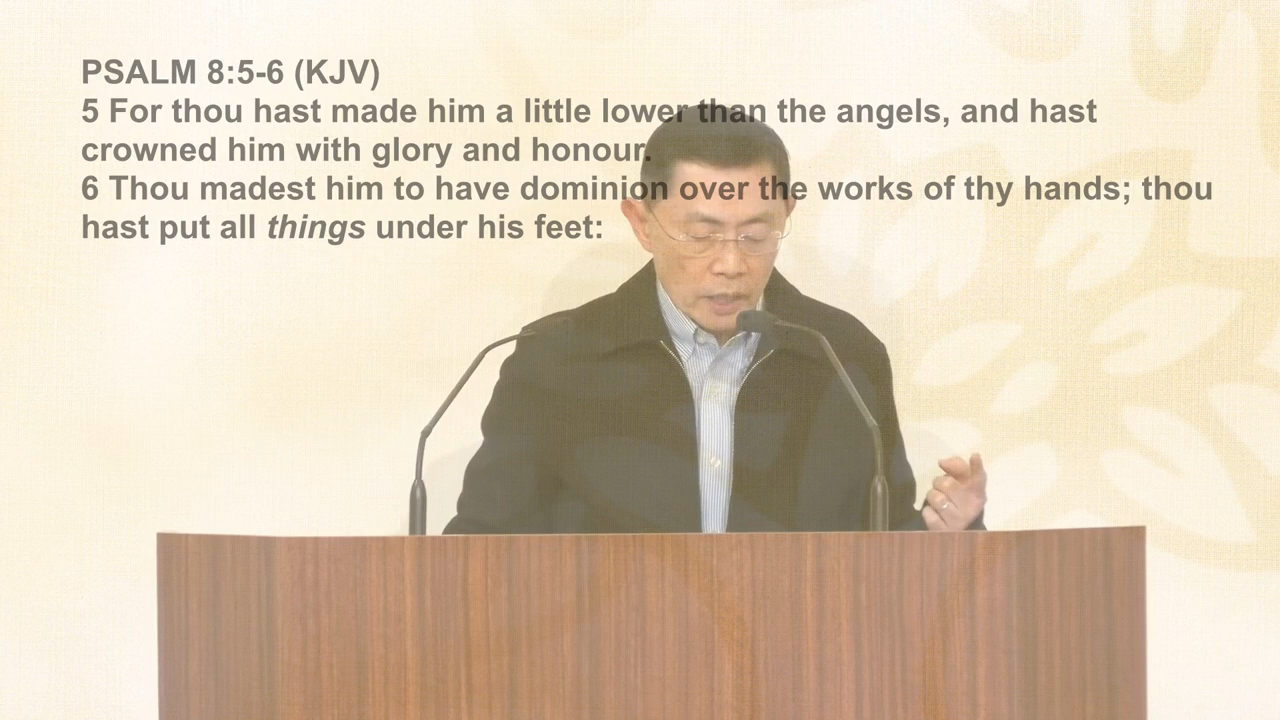 PSALM 8:5-6 (KJV)
5 For thou hast made him a little lower than the angels, and hast
crowned him with glory and honour.
6 Thou madest him to have dominion over the works of thy hands; thou
hast put all things under his feet: